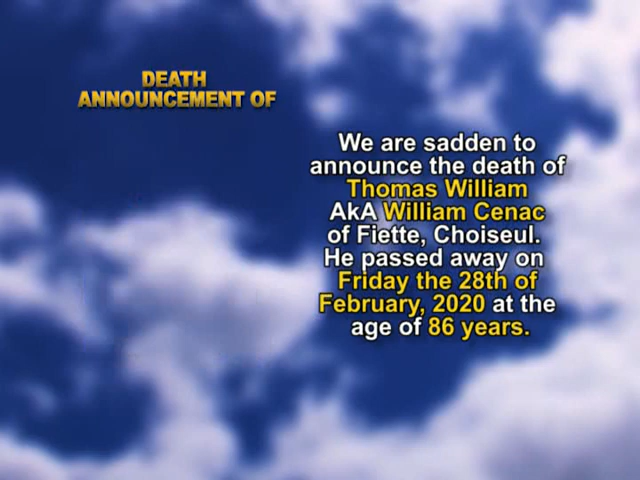 DEATH
ANNOUNCEMENT OF
We are sadden to
announce the death of
Thomas William
AkA William Cenac
of Fiette, Choiseul.
He passed away on
Friday the 28th of
February, 2020 at the
age of 86 years.